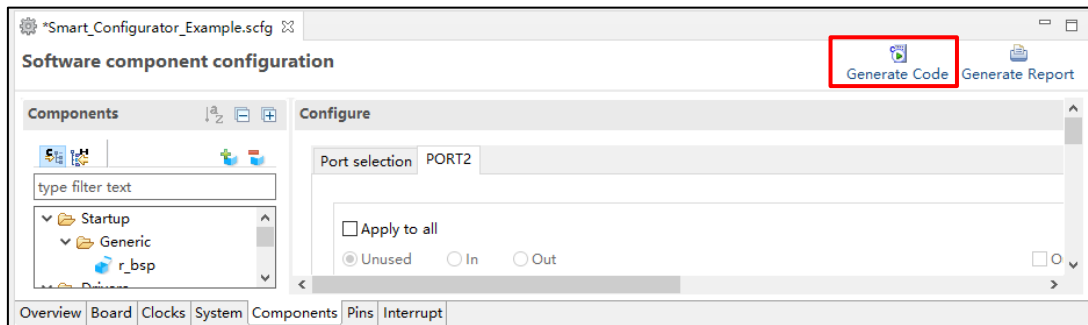 *Smart_Configurator_Example.scfg
Software component configuration
Generate Code
Generate Report
Components
Configure
Port selection
PORT2
type filter text
Startup
Generic
r_bsp
Apply to all
Unused
In
Out
Overview
Board
Clocks
System
Components
Pins
Interrupt